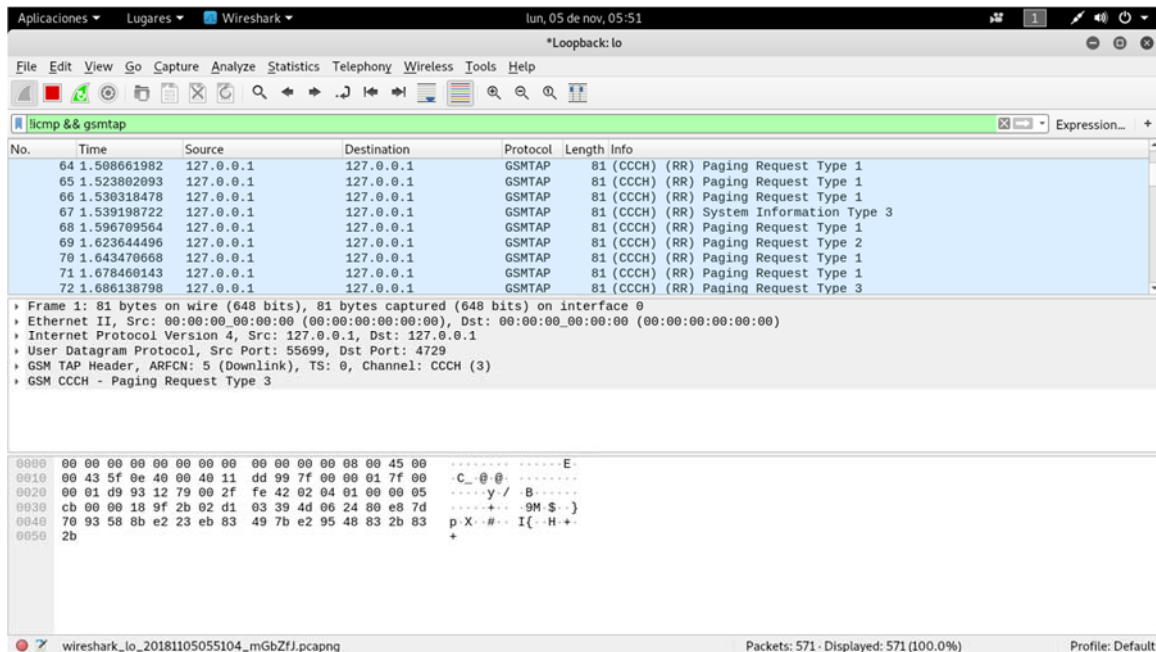 Aplicaciones ▾ Lugares ▾ Wireshark ▾ lun, 05 de nov, 05:51 1
*Loopback: lo
File Edit View Go Capture Analyze Statistics Telephony Wireless Tools Help
!icmp && gsmtap Expression... +
No. Time Source Destination Protocol Length Info
64 1.508661982 127.0.0.1 127.0.0.1 GSMTAP 81 (CCCH) (RR) Paging Request Type 1
65 1.523802093 127.0.0.1 127.0.0.1 GSMTAP 81 (CCCH) (RR) Paging Request Type 1
66 1.530318478 127.0.0.1 127.0.0.1 GSMTAP 81 (CCCH) (RR) Paging Request Type 1
67 1.539198722 127.0.0.1 127.0.0.1 GSMTAP 81 (CCCH) (RR) System Information Type 3
68 1.596709564 127.0.0.1 127.0.0.1 GSMTAP 81 (CCCH) (RR) Paging Request Type 1
69 1.623644496 127.0.0.1 127.0.0.1 GSMTAP 81 (CCCH) (RR) Paging Request Type 2
70 1.643470668 127.0.0.1 127.0.0.1 GSMTAP 81 (CCCH) (RR) Paging Request Type 1
71 1.678460143 127.0.0.1 127.0.0.1 GSMTAP 81 (CCCH) (RR) Paging Request Type 1
72 1.686138798 127.0.0.1 127.0.0.1 GSMTAP 81 (CCCH) (RR) Paging Request Type 3
Frame 1: 81 bytes on wire (648 bits), 81 bytes captured (648 bits) on interface 0
Ethernet II, Src: 00:00:00_00:00:00 (00:00:00:00:00:00), Dst: 00:00:00_00:00:00 (00:00:00:00:00:00)
Internet Protocol Version 4, Src: 127.0.0.1, Dst: 127.0.0.1
User Datagram Protocol, Src Port: 55699, Dst Port: 4729
GSM TAP Header, ARFCN: 5 (Downlink), TS: 0, Channel: CCCH (3)
GSM CCCH - Paging Request Type 3
0000 00 00 00 00 00 00 00 00 00 00 00 00 08 00 45 00 ········ ······E·
0010 00 43 5f 0e 40 00 40 11 dd 99 7f 00 00 01 7f 00 ·C_·@·@· ········
0020 00 01 d9 93 12 79 00 2f fe 42 02 04 01 00 00 05 ·····y·/ ·B······
0030 cb 00 00 18 9f 2b 02 d1 03 39 4d 06 24 80 e8 7d ·····+·· ·9M·$··}
0040 70 93 58 8b e2 23 eb 83 49 7b e2 95 48 83 2b 83 p·X··#·· I{··H·+·
0050 2b +
wireshark_lo_20181105055104_mGbZfJ.pcapng Packets: 571 · Displayed: 571 (100.0%) Profile: Default